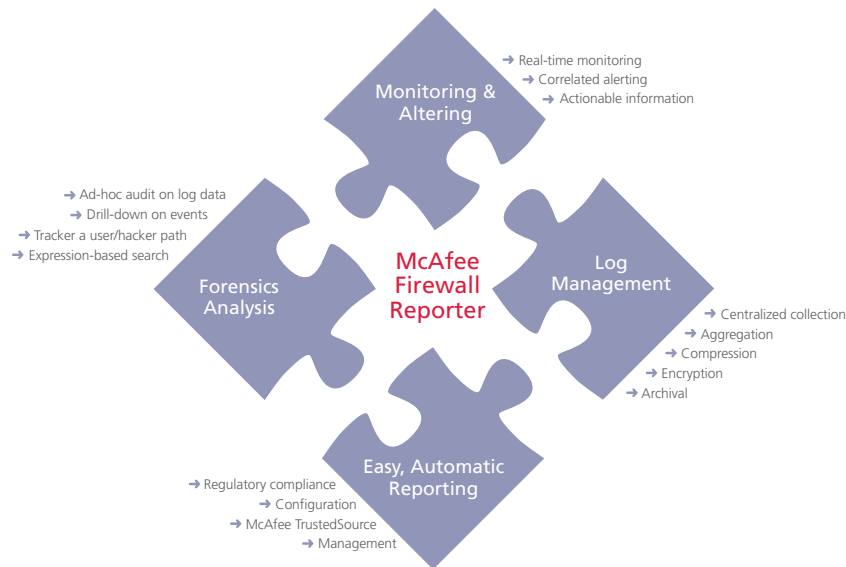 Monitoring &
Altering
➔ Real-time monitoring
➔ Correlated alerting
➔ Actionable information
➔ Ad-hoc audit on log data
➔ Drill-down on events
➔ Tracker a user/hacker path
➔ Expression-based search
Forensics
Analysis
McAfee
Firewall
Reporter
Log
Management
➔ Centralized collection
➔ Aggregation
➔ Compression
➔ Encryption
➔ Archival
Easy, Automatic
Reporting
➔ Regulatory compliance
➔ Configuration
➔ McAfee TrustedSource
➔ Management